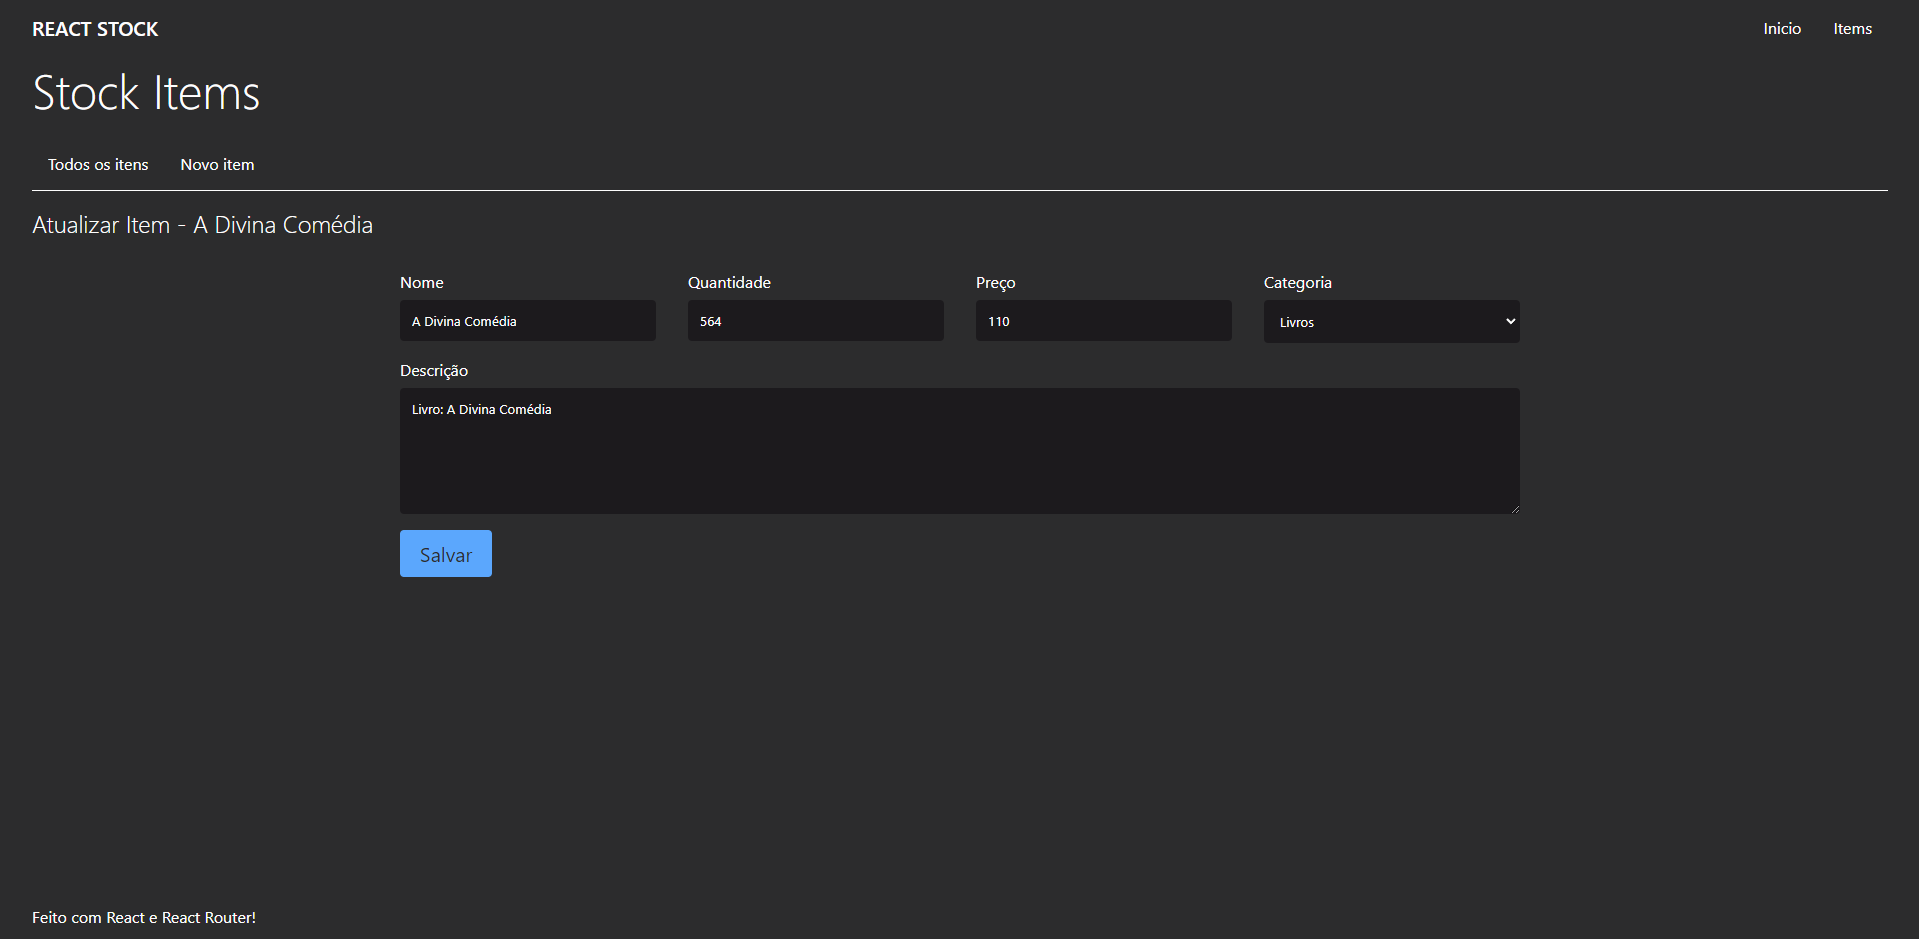 REACT STOCK Inicio Items
Stock Items
Todos os itens Novo item
Atualizar Item - A Divina Comédia
Nome Quantidade Preço Categoria
A Divina Comédia 564 110 Livros
Descrição
Livro: A Divina Comédia
Salvar
Feito com React e React Router!